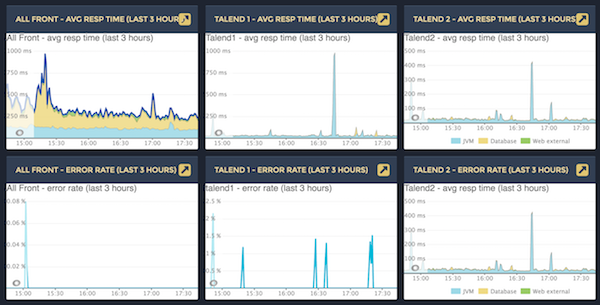 ALL FRONT - AVG RESP TIME (LAST 3 HOUR
All Front - avg resp time (last 3 hours)
1000 ms
750 ms
500 ms
250 ms
15:00 15:30 16:00 16:30 17:00 17:30
TALEND 1 - AVG RESP TIME (LAST 3 HOURS)
Talend1 - avg resp time (last 3 hours)
1000 ms
750 ms
500 ms
250 ms
15:00 15:30 16:00 16:30 17:00 17:30
TALEND 2 - AVG RESP TIME (LAST 3 HOURS)
Talend2 - avg resp time (last 3 hours)
500 ms
400 ms
300 ms
200 ms
100 ms
15:00 15:30 16:00 16:30 17:00 17:30
JVM Database Web external
ALL FRONT - ERROR RATE (LAST 3 HOURS)
All Front - error rate (last 3 hours)
0.08 %
0.06 %
0.04 %
0.02 %
15:00 15:30 16:00 16:30 17:00 17:30
TALEND 1 - ERROR RATE (LAST 3 HOURS)
talend1 - error rate (last 3 hours)
2.5 %
2 %
1.5 %
1 %
0.5 %
15:00 15:30 16:00 16:30 17:00 17:30
TALEND 2 - ERROR RATE (LAST 3 HOURS)
Talend2 - avg resp time (last 3 hours)
500 ms
400 ms
300 ms
200 ms
100 ms
15:00 15:30 16:00 16:30 17:00 17:30
JVM Database Web external